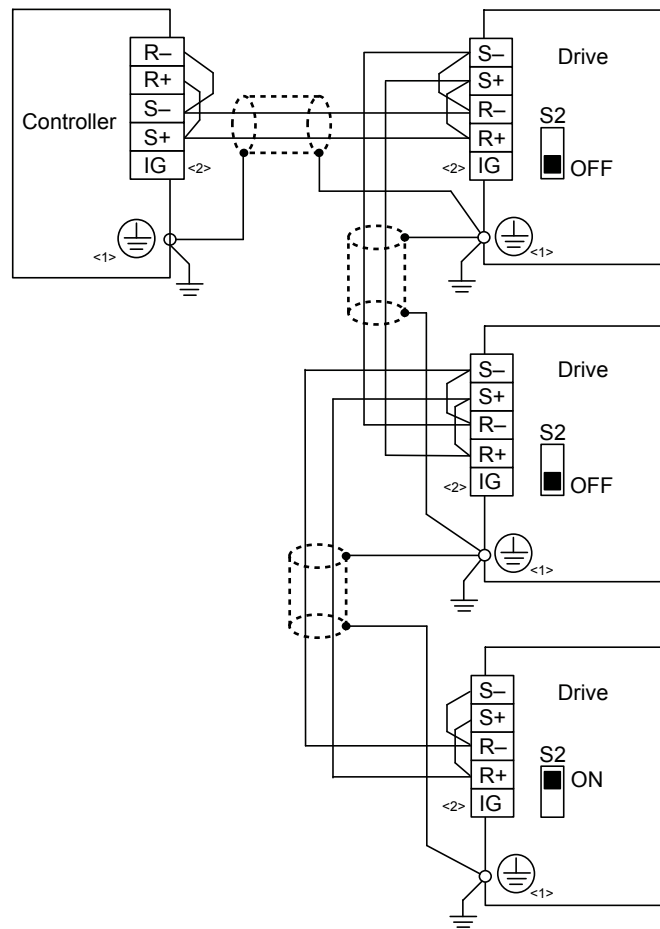 Controller
R–
R+
S–
S+
IG
<2>
<1>
S–
S+
R–
R+
IG
<2>
Drive
S2
OFF
<1>
S–
S+
R–
R+
IG
<2>
Drive
S2
OFF
<1>
S–
S+
R–
R+
IG
<2>
Drive
S2
ON
<1>